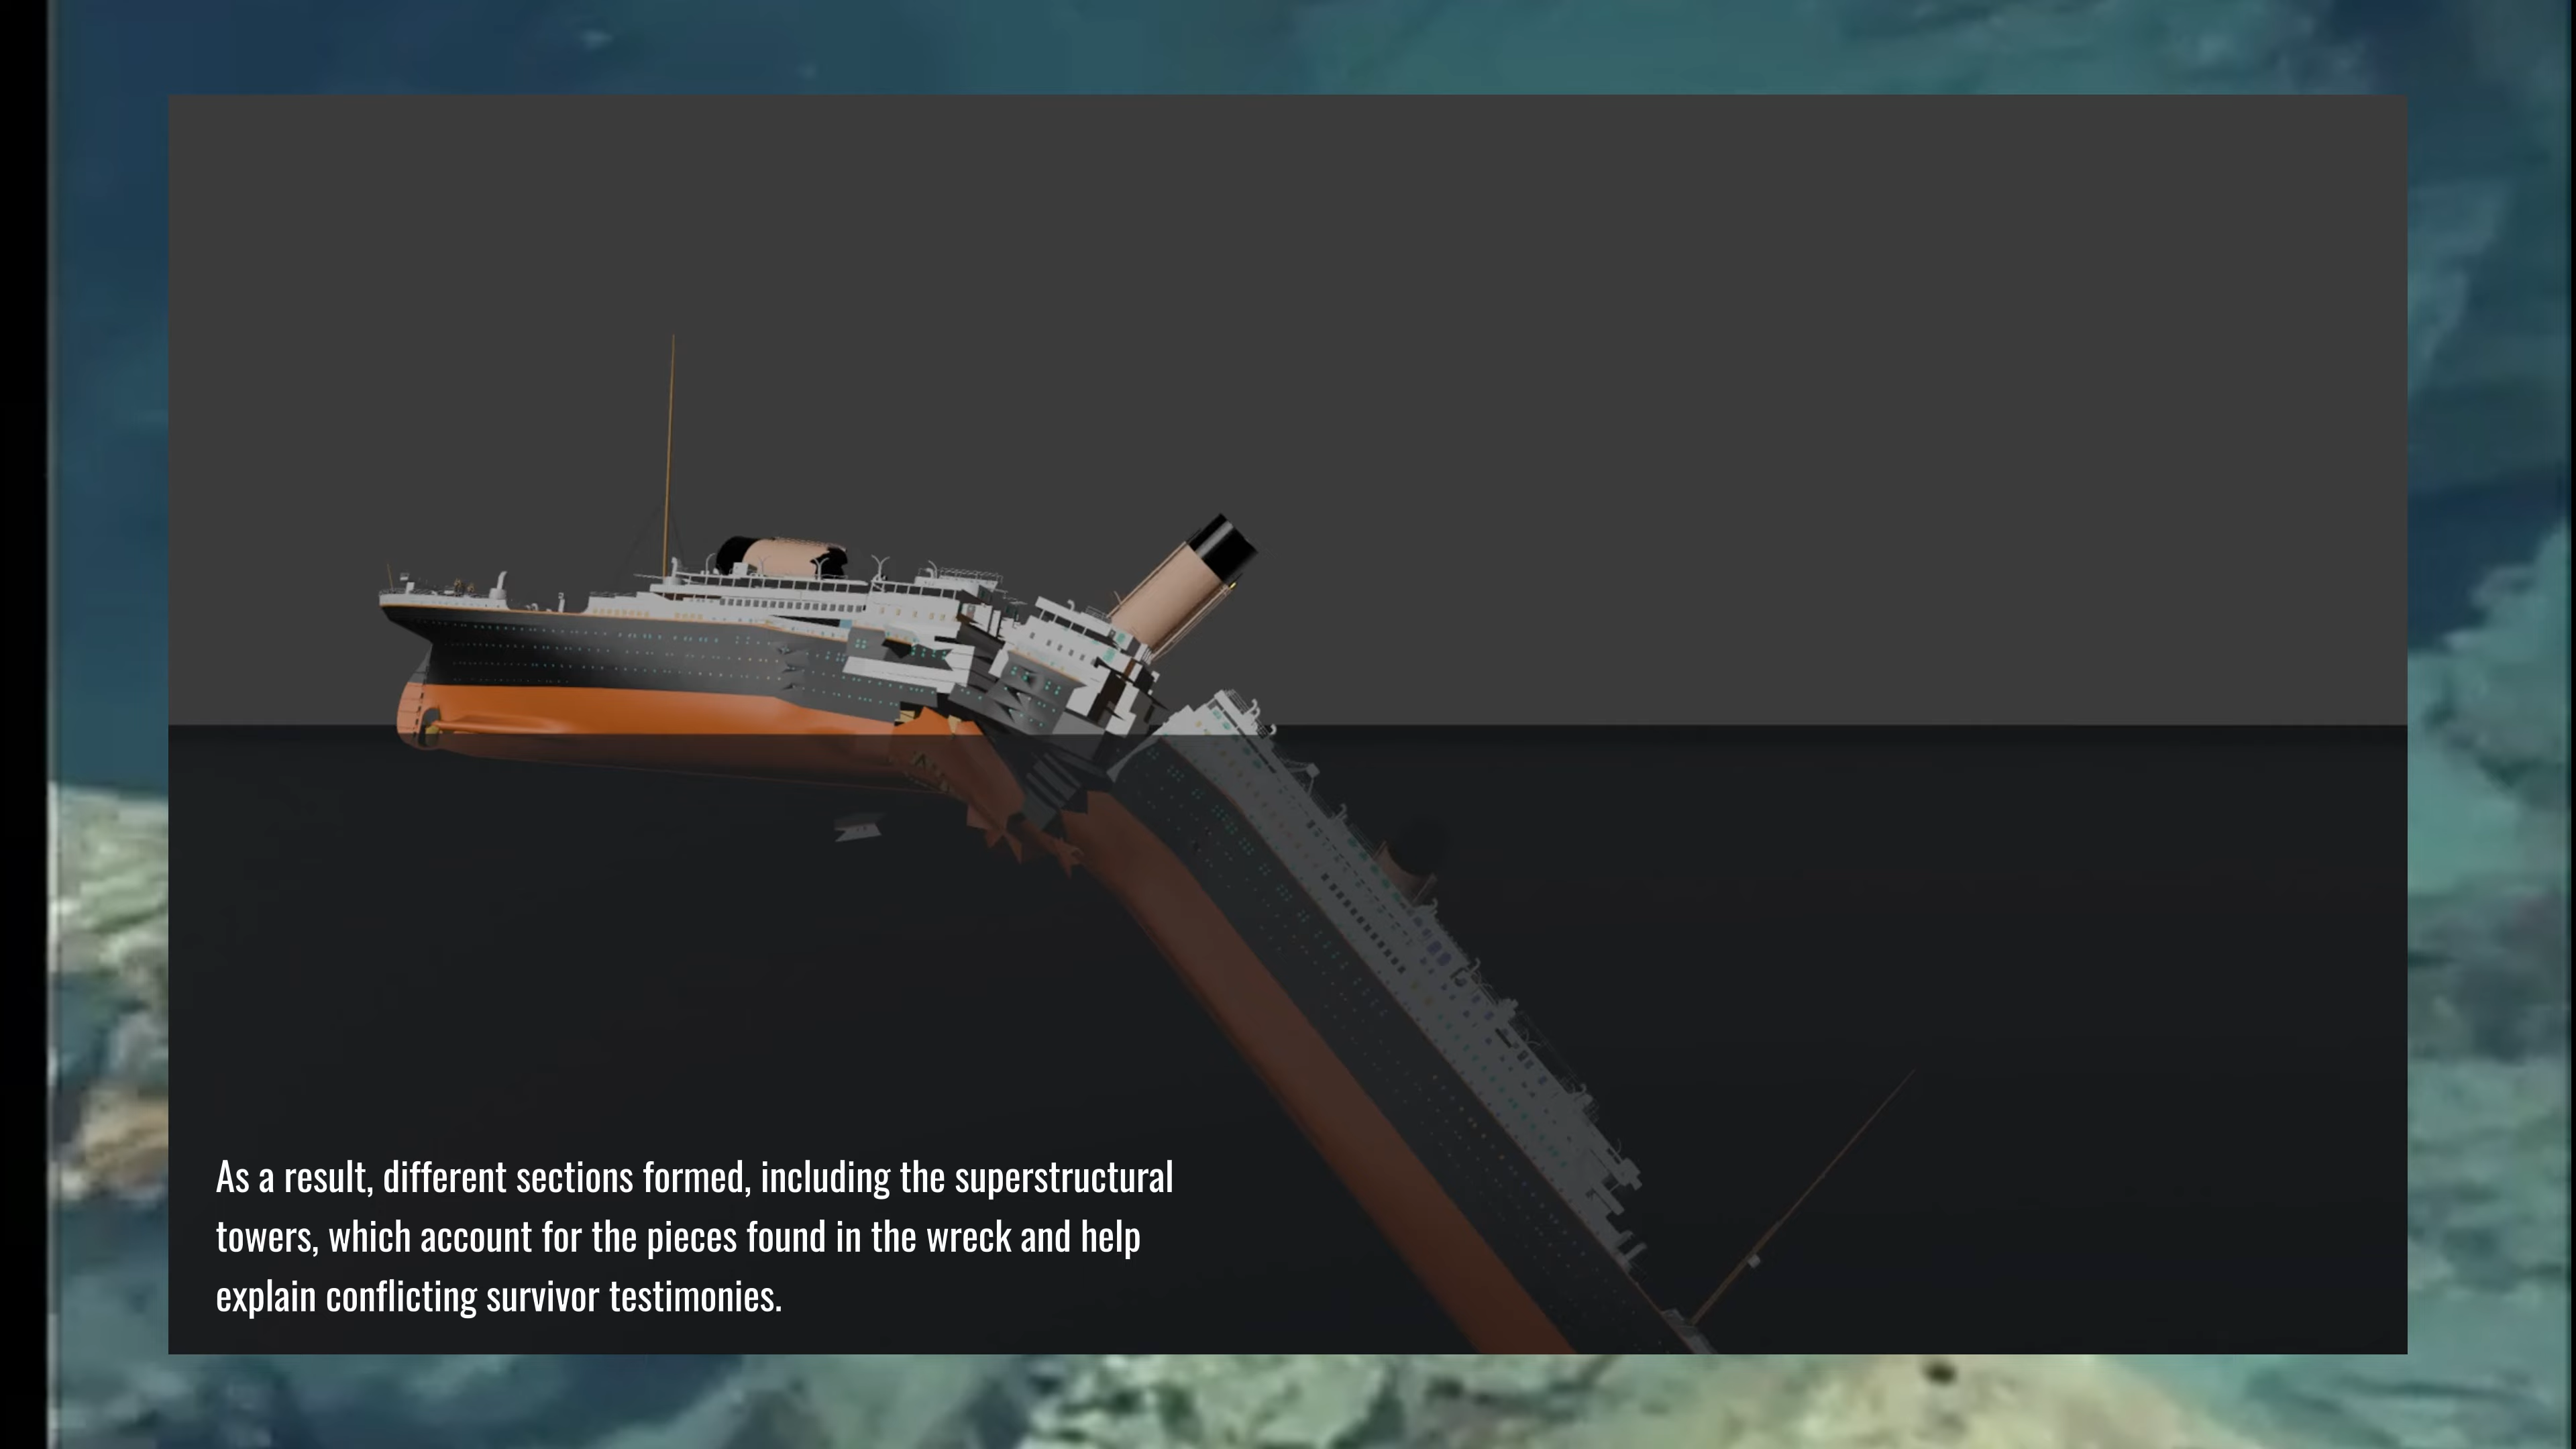 As a result, different sections formed, including the superstructural
towers, which account for the pieces found in the wreck and help
explain conflicting survivor testimonies.